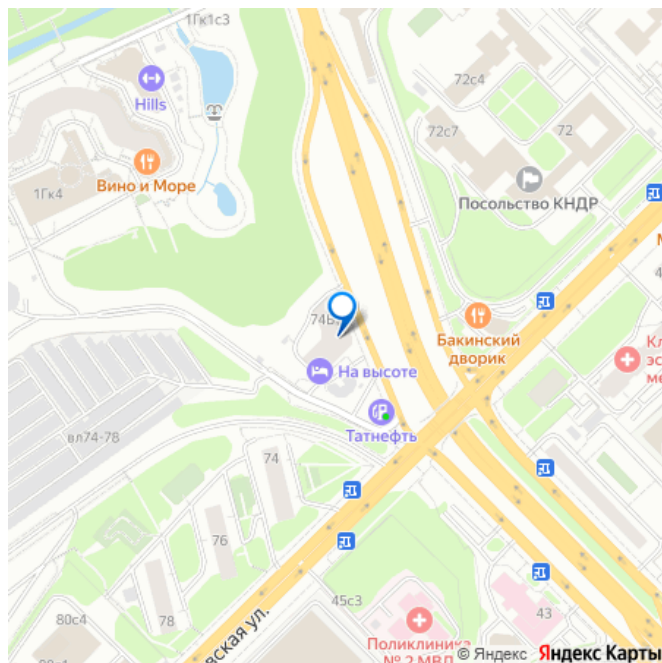 1Гк1с3
Hills
72с4
72с7
72
Вино и Море
1Гк4
Посольство КНДР
Бакинский
дворик
На высоте
Татнефть
вл74-78
74
76
78
80с4
45с3
43
Поликлиника
№ 2 МВД
© Яндекс Яндекс Карты